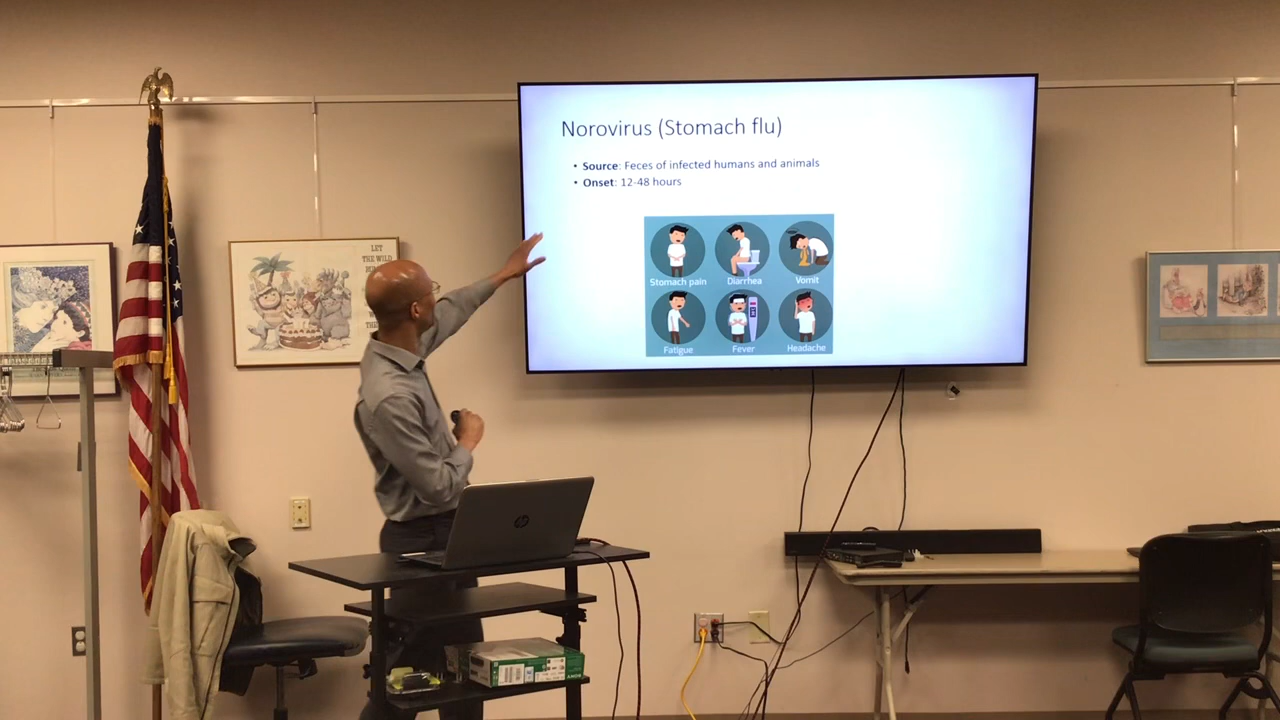 Norovirus (Stomach flu)
• Source: Feces of infected humans and animals
• Onset: 12-48 hours
Stomach pain Diarrhea Vomit
Fatigue Fever Headache
LET
THE WILD
hp